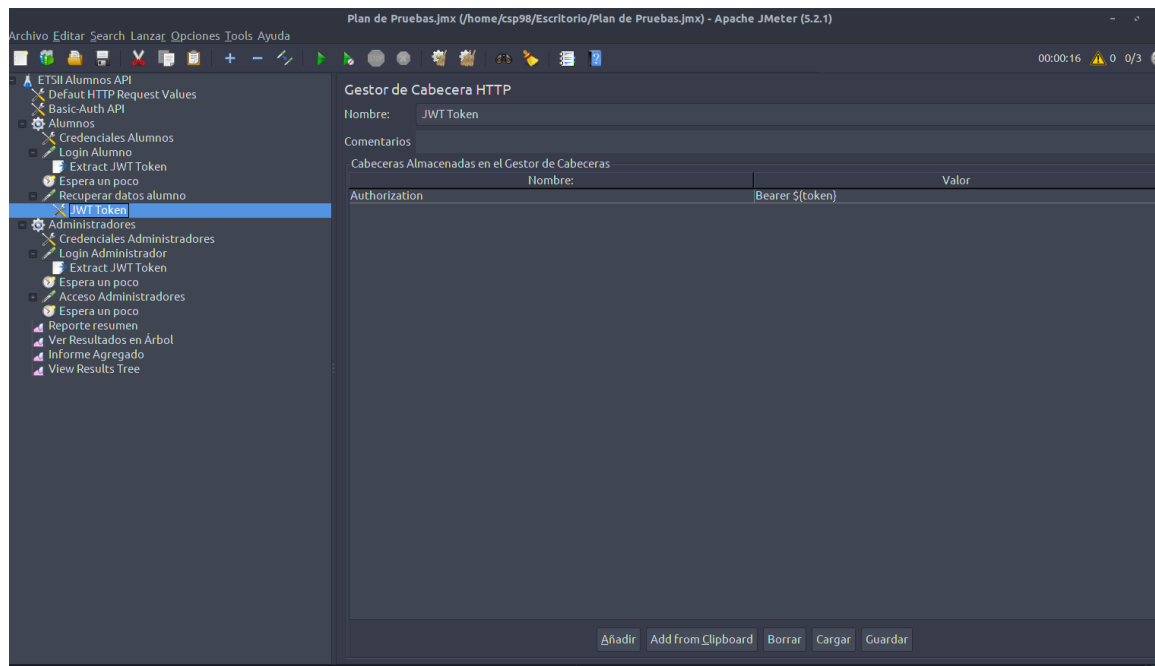 Plan de Pruebas.jmx (/home/csp98/Escritorio/Plan de Pruebas.jmx) - Apache JMeter (5.2.1)
Archivo Editar Search Lanzar Opciones Tools Ayuda
00:00:16 0 0/3
ETSII Alumnos API
Defaut HTTP Request Values
Basic-Auth API
Alumnos
Credenciales Alumnos
Login Alumno
Extract JWT Token
Espera un poco
Recuperar datos alumno
JWT Token
Administradores
Credenciales Administradores
Login Administrador
Extract JWT Token
Espera un poco
Acceso Administradores
Espera un poco
Reporte resumen
Ver Resultados en Árbol
Informe Agregado
View Results Tree
Gestor de Cabecera HTTP
Nombre: JWT Token
Comentarios
Cabeceras Almacenadas en el Gestor de Cabeceras
Nombre: Valor
Authorization Bearer ${token}
Añadir Add from Clipboard Borrar Cargar Guardar